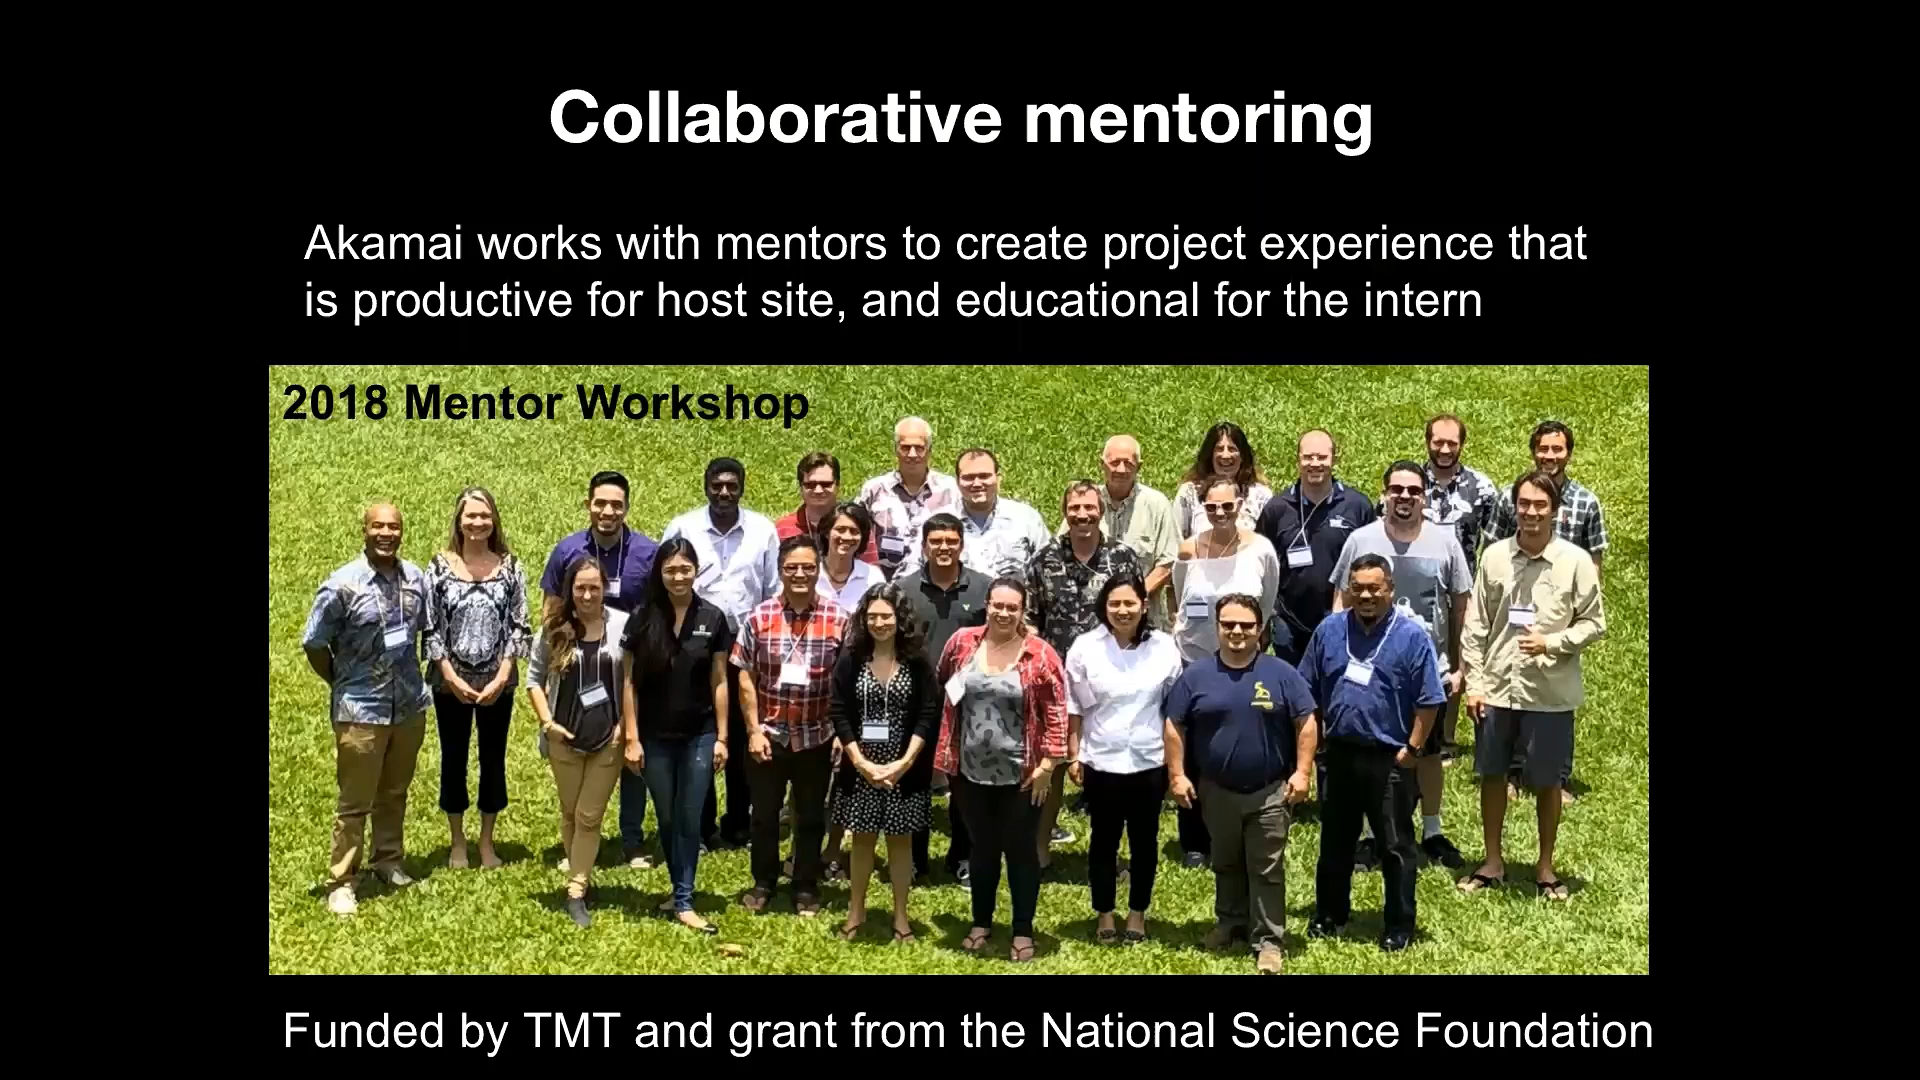 Collaborative mentoring
Akamai works with mentors to create project experience that
is productive for host site, and educational for the intern
2018 Mentor Workshop
Funded by TMT and grant from the National Science Foundation